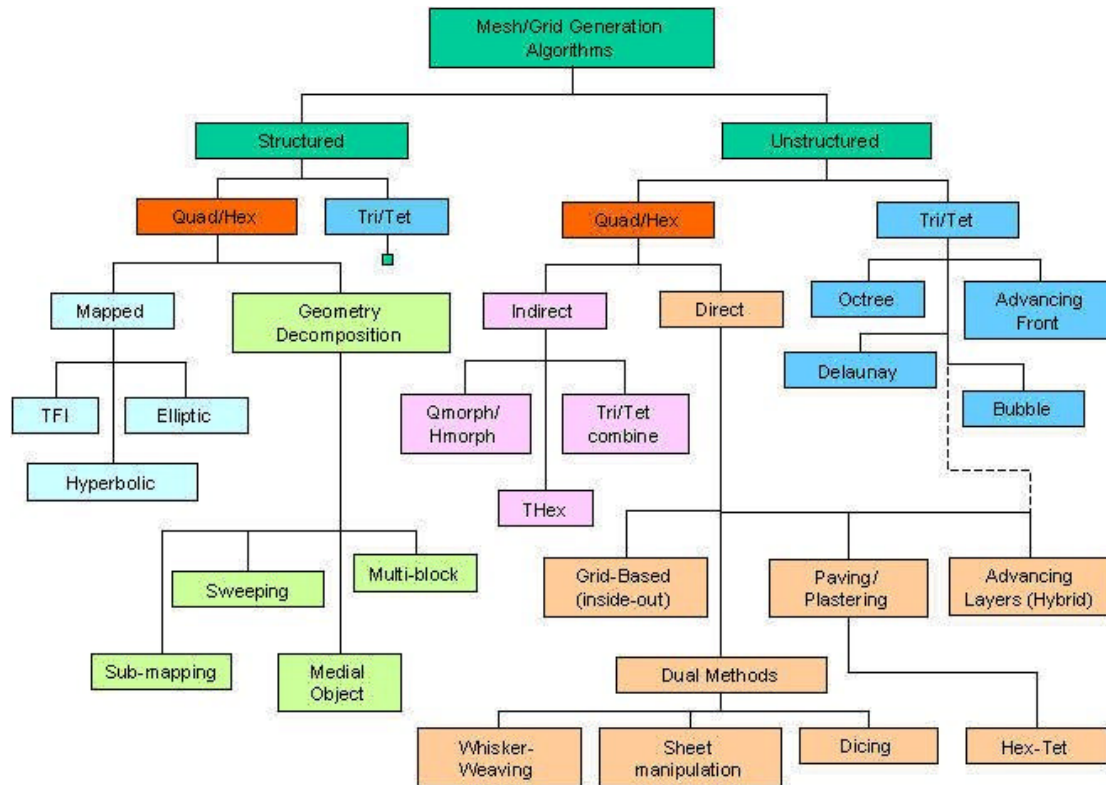 Mesh/Grid Generation
Algorithms
Structured
Unstructured
Quad/Hex
Tri/Tet
Quad/Hex
Tri/Tet
Mapped
Geometry
Decomposition
Indirect
Direct
Octree
Advancing
Front
Delaunay
Bubble
TFI
Elliptic
Hyperbolic
Qmorph/
Hmorph
Tri/Tet
combine
THex
Sweeping
Multi-block
Sub-mapping
Medial
Object
Grid-Based
(inside-out)
Paving/
Plastering
Advancing
Layers (Hybrid)
Dual Methods
Whisker-
Weaving
Sheet
manipulation
Dicing
Hex-Tet